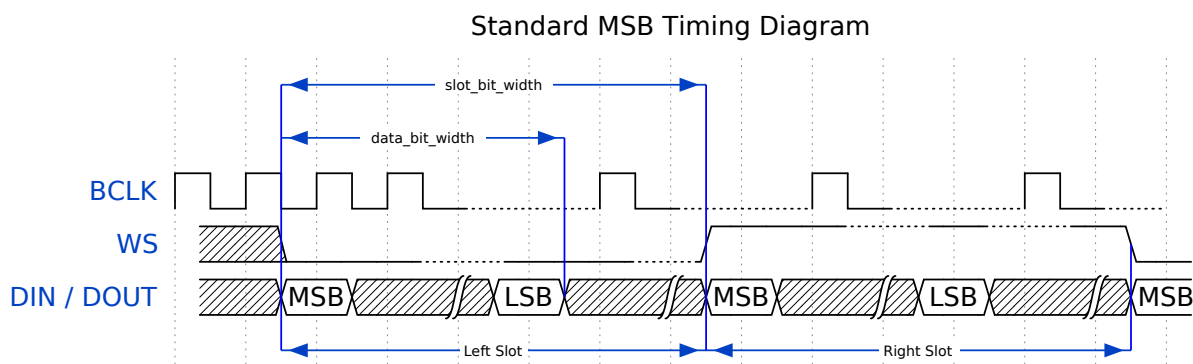 Standard MSB Timing Diagram
slot_bit_width
data_bit_width
BCLK
WS
DIN / DOUT
MSB
LSB
MSB
LSB
MSB
Left Slot
Right Slot